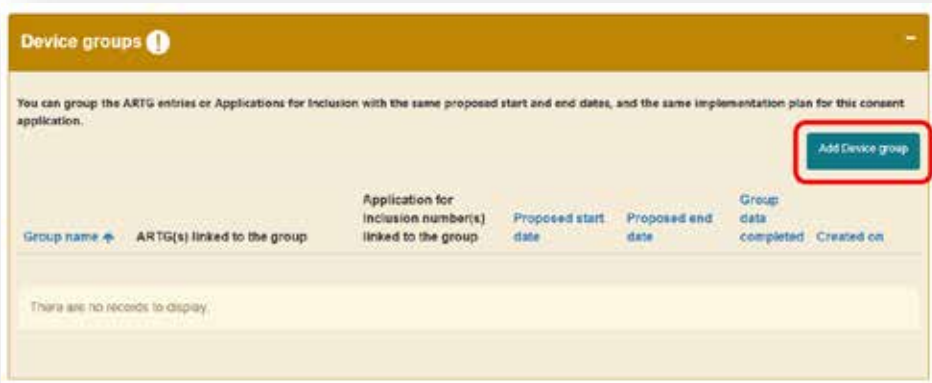 Device groups !
You can group the ARTG entries or Applications for Inclusion with the same proposed start and end dates, and the same implementation plan for this consent
application.
Add Device group
Group name
ARTG(s) linked to the group
Application for
Inclusion number(s)
linked to the group
Proposed start
date
Proposed end
date
Group
data
completed
Created on
There are no records to display.